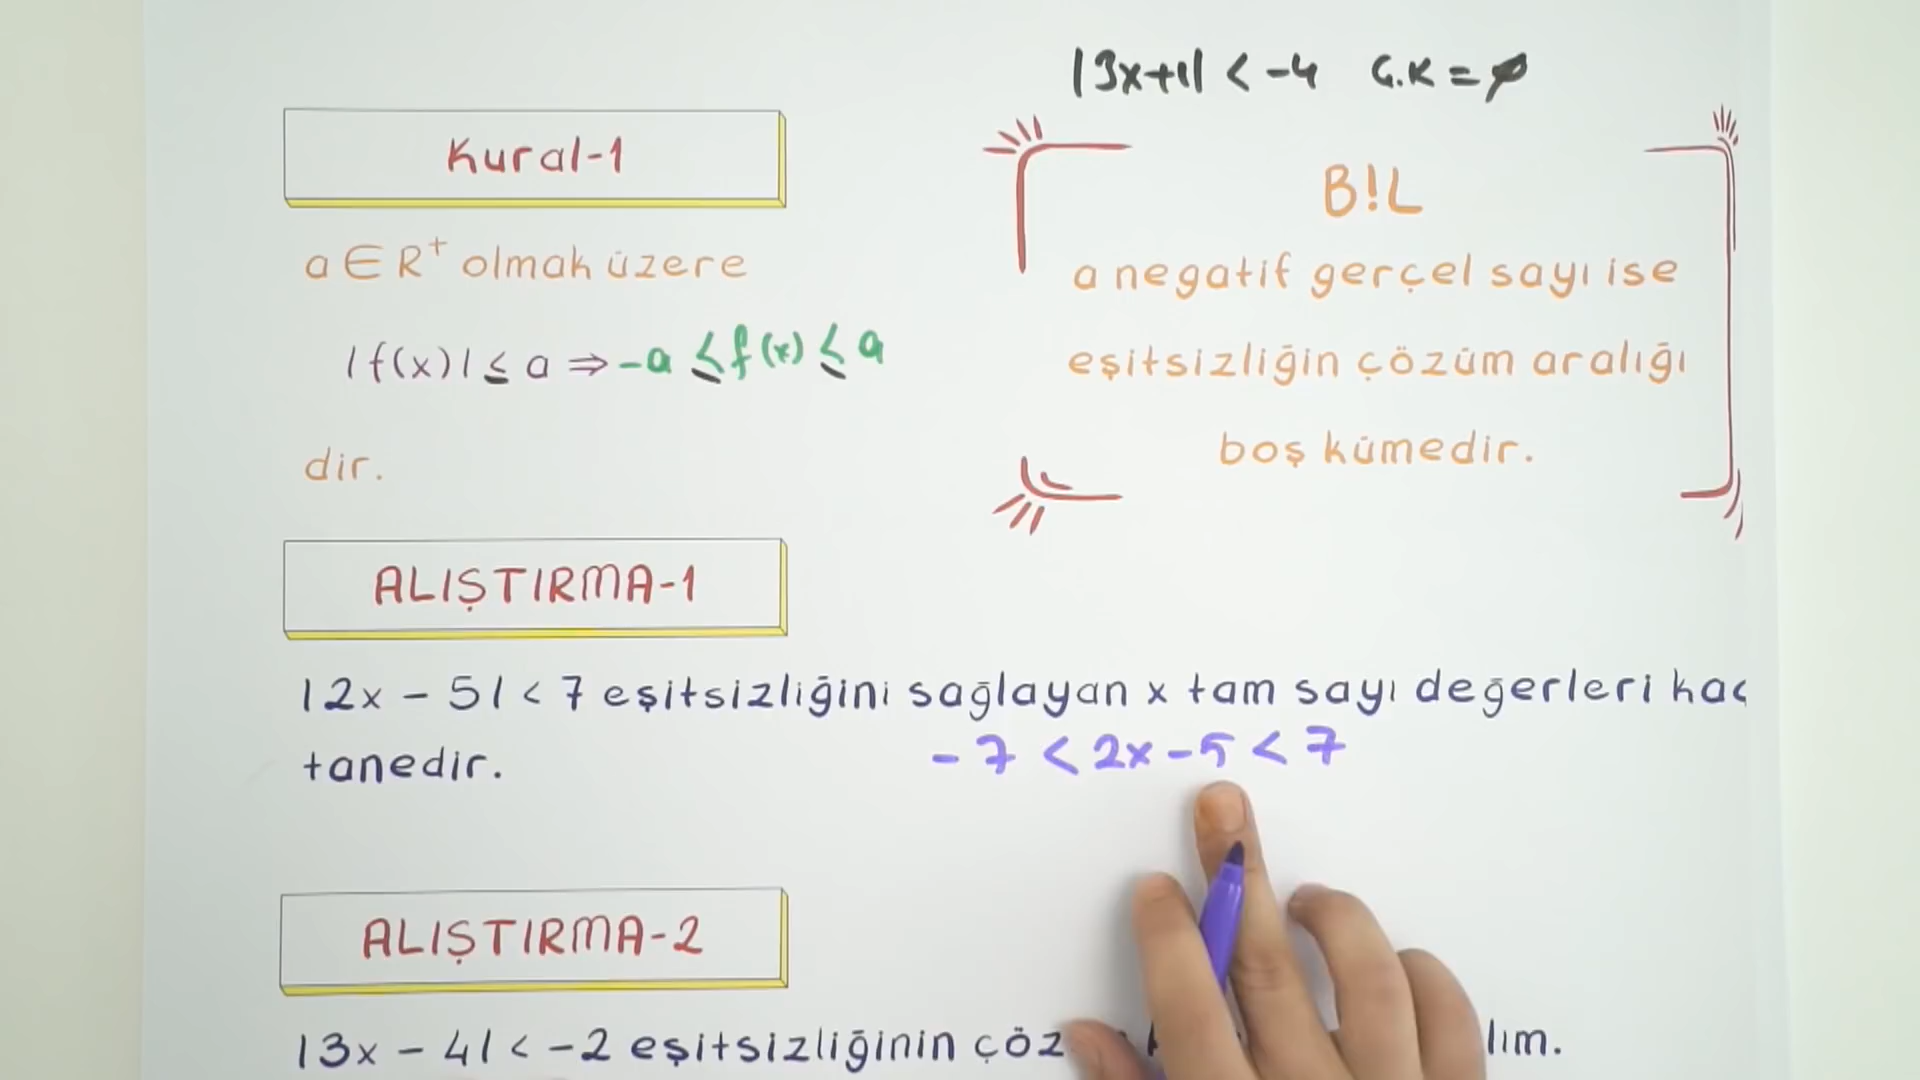 |3x+1| < -4 Ç.K = ∅
Kural-1
a ∈ R⁺ olmak üzere
|f(x)| ≤ a ⇒ -a ≤ f(x) ≤ a
dir.
B!L
a negatif gerçel sayı ise
eşitsizliğin çözüm aralığı
boş kümedir.
ALIŞTIRMA-1
|2x - 5| < 7 eşitsizliğini sağlayan x tam sayı değerleri kaç
tanedir.
-7 < 2x - 5 < 7
ALIŞTIRMA-2
|3x - 4| < -2 eşitsizliğinin